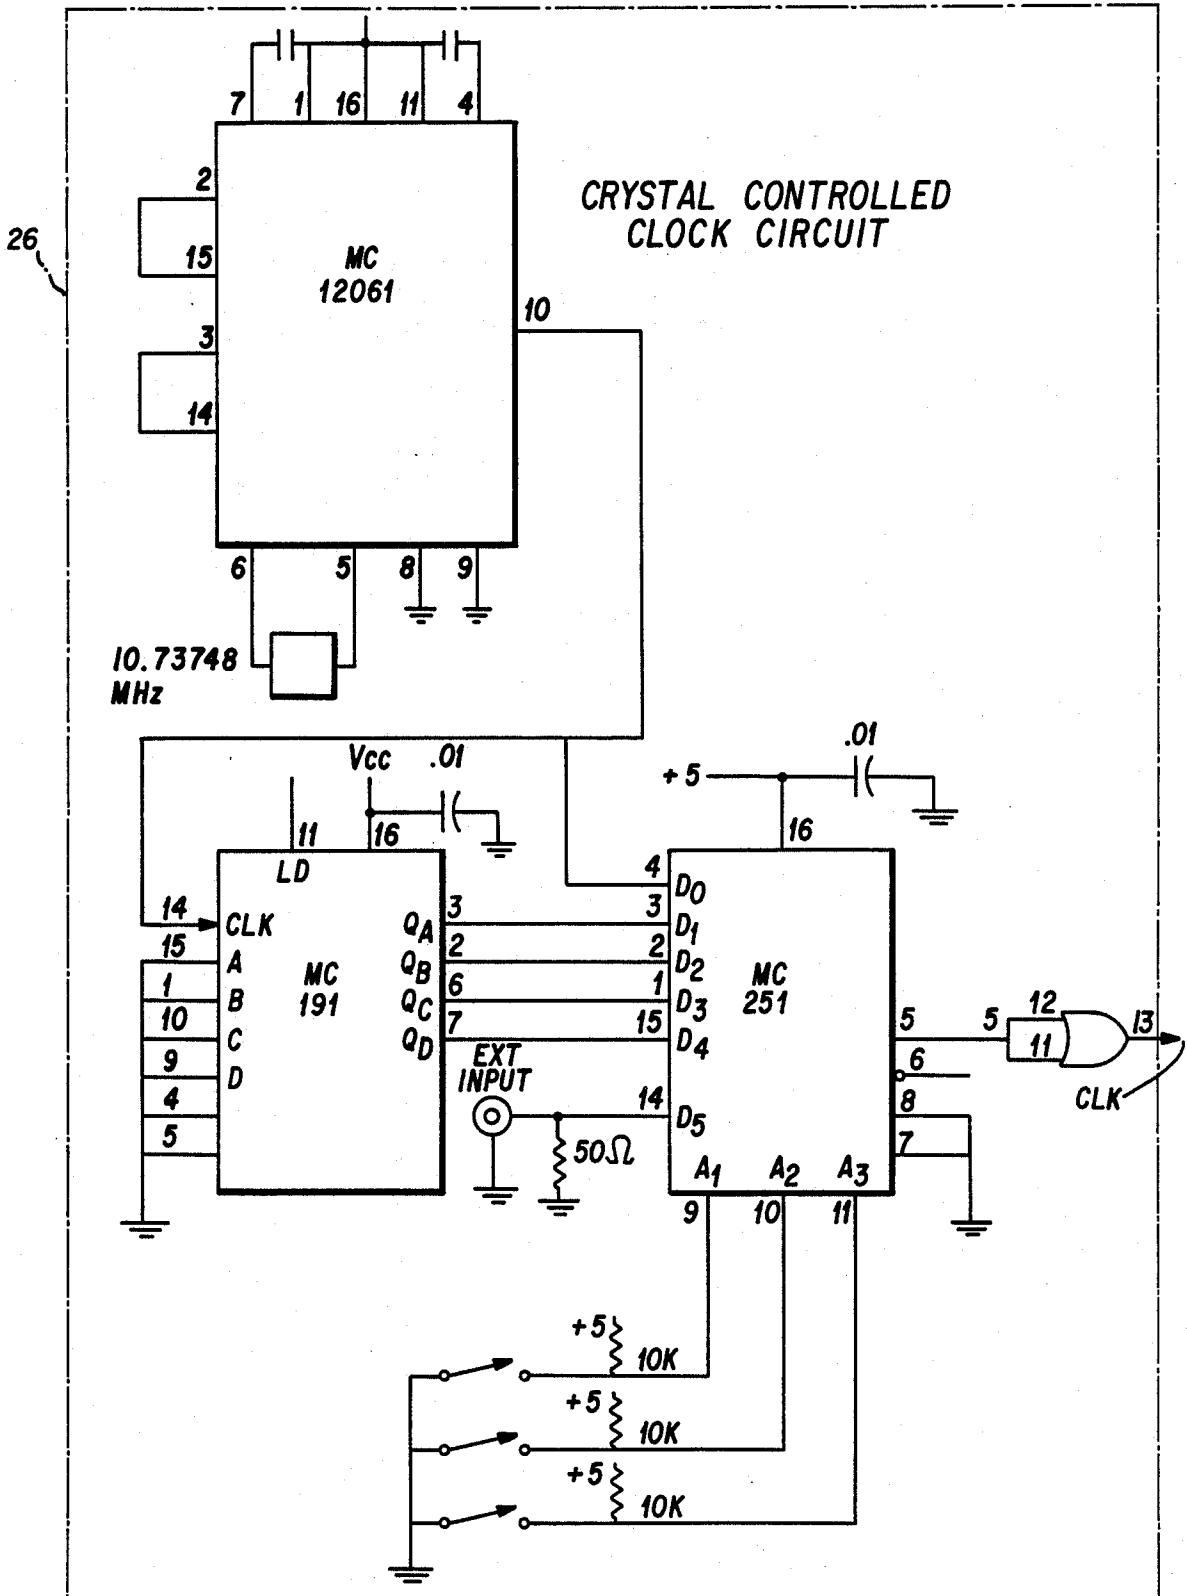 7 1 16 11 4
CRYSTAL CONTROLLED
CLOCK CIRCUIT
2
26
15
MC
12061
10
3
14
6 5 8 9
10.73748
MHz
Vcc .01
.01
+5
11 16
16
LD
4 D0
14 CLK QA 3 3 D1
15 A QB 2 2 D2
MC
191
MC
251
1 B QC 6 1 D3
10 C QD 7 15 D4
5 5 12 13
11
9 D
EXT
INPUT
6
CLK
4
14 D5
8
5
50Ω
7
A1 A2 A3
9 10 11
+5
10K
+5
10K
+5
10K